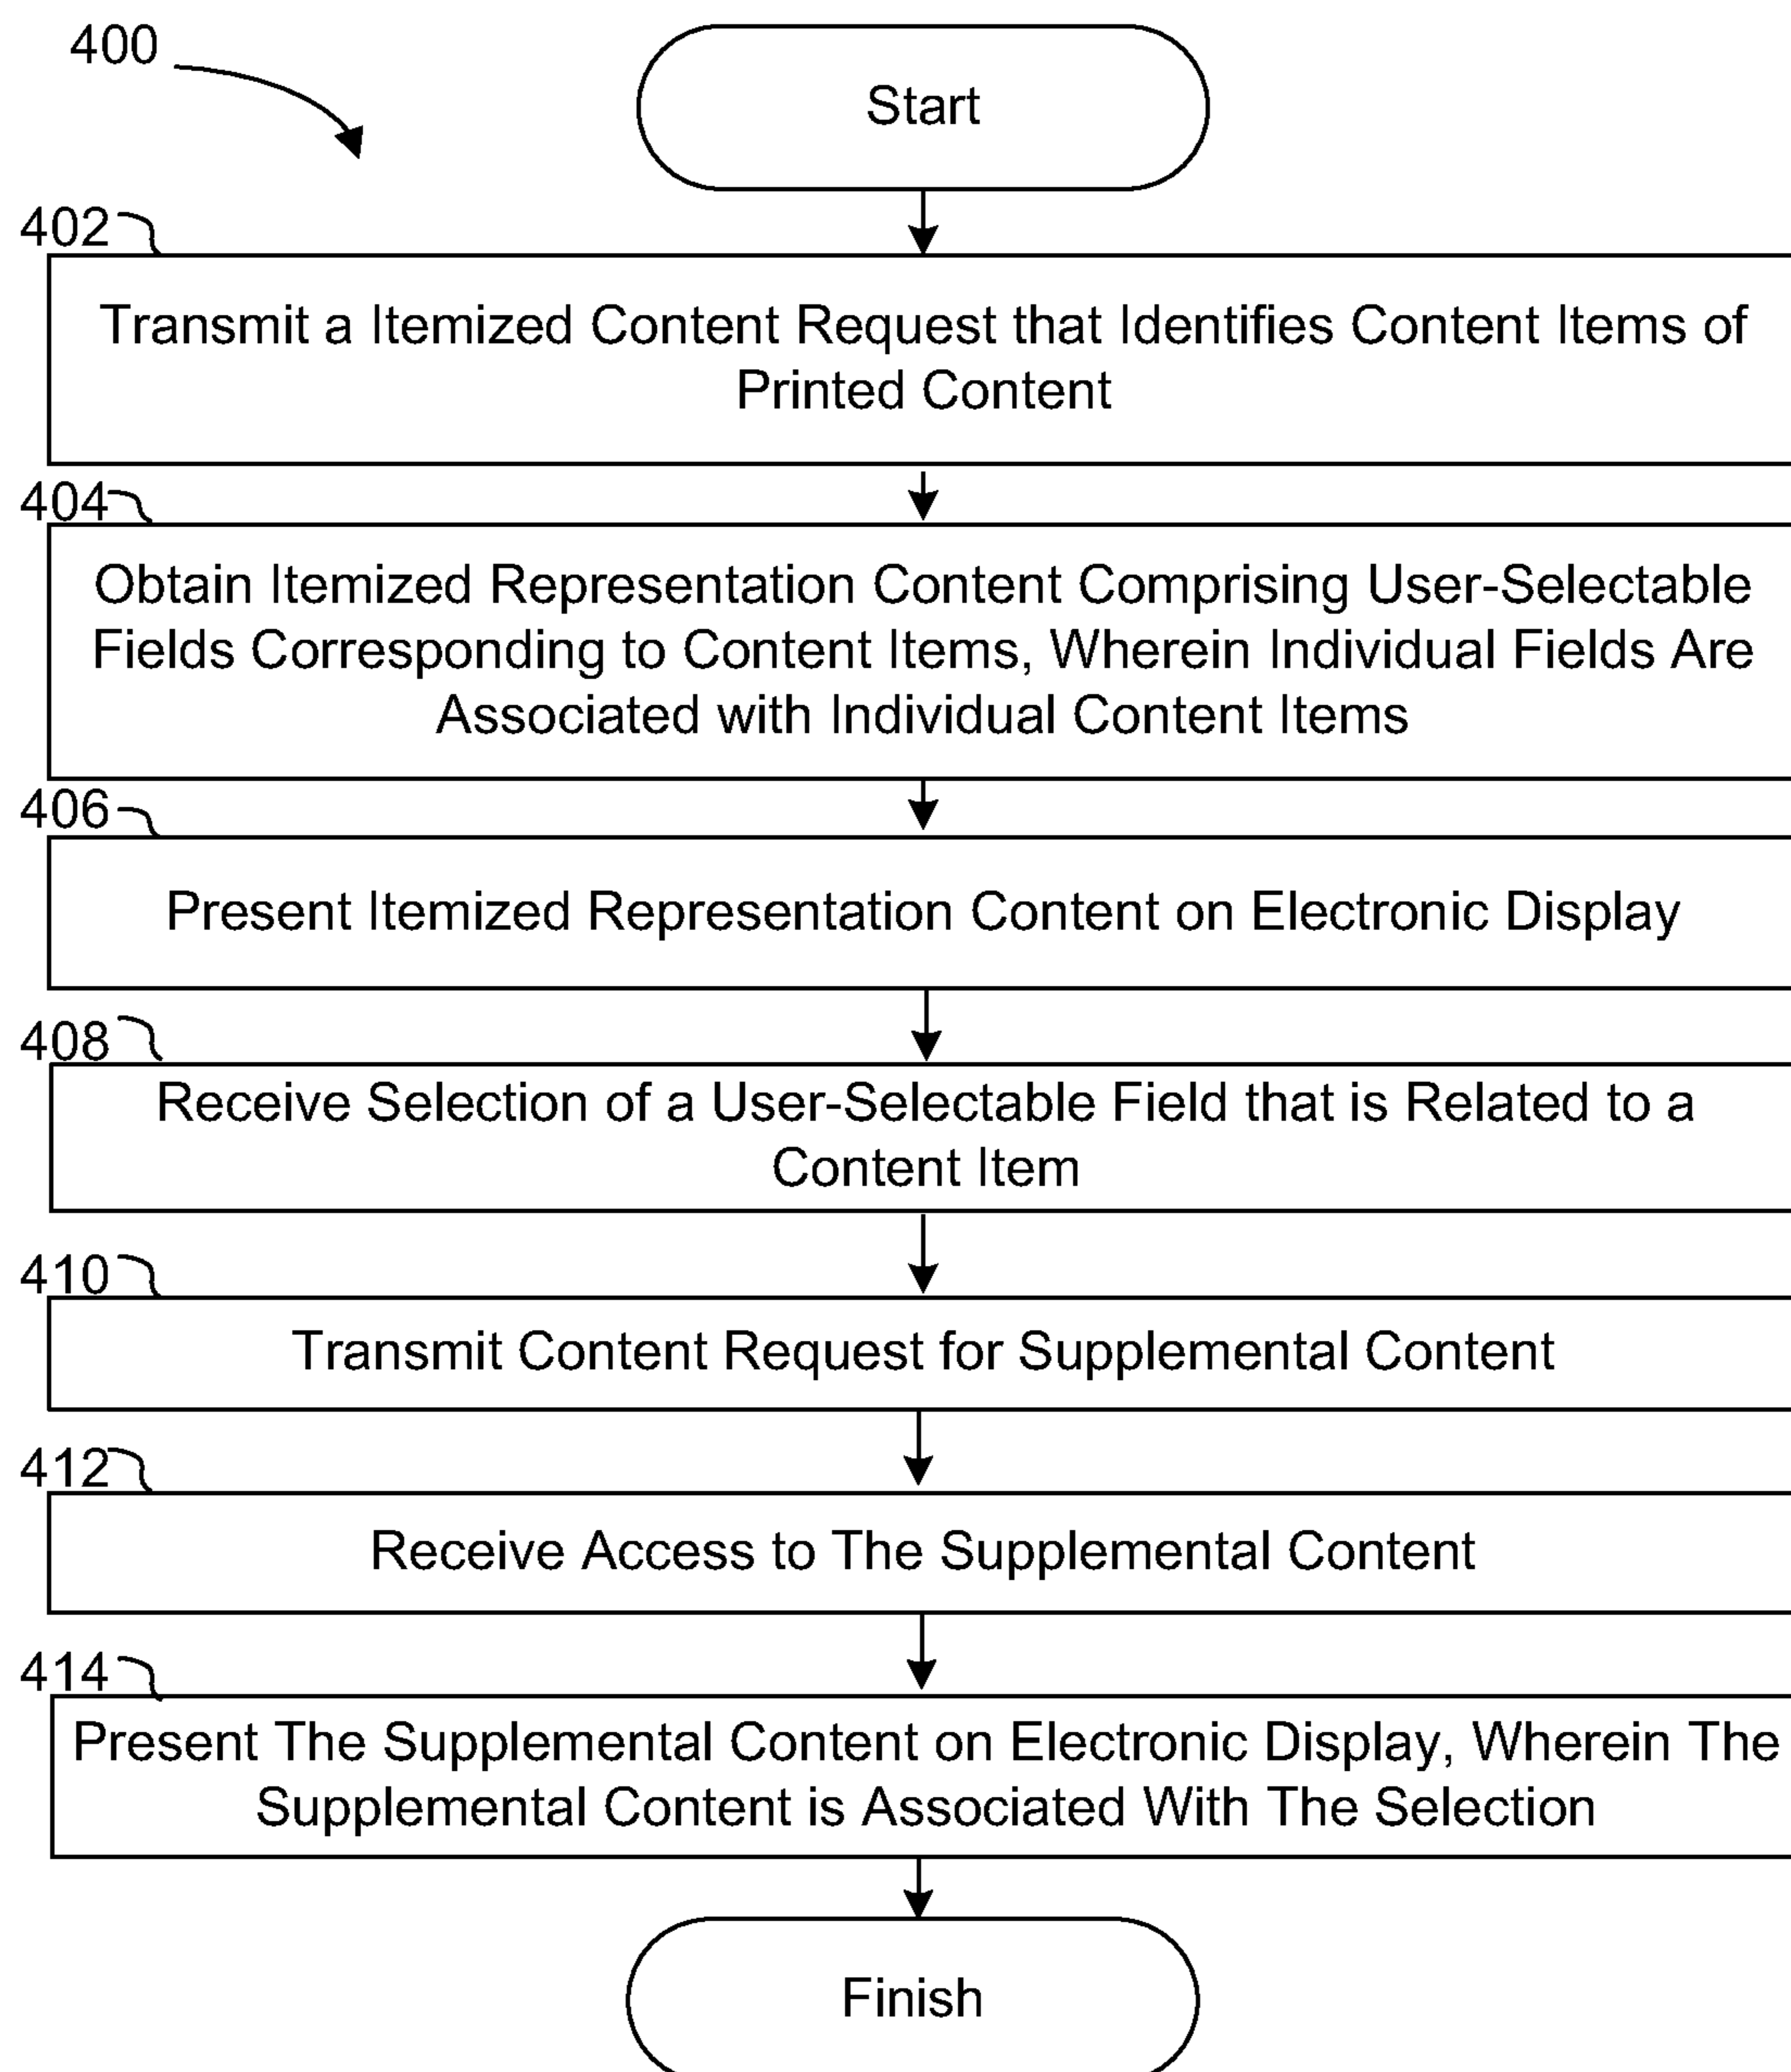 400
Start
402
Transmit a Itemized Content Request that Identifies Content Items of
Printed Content
404
Obtain Itemized Representation Content Comprising User-Selectable
Fields Corresponding to Content Items, Wherein Individual Fields Are
Associated with Individual Content Items
406
Present Itemized Representation Content on Electronic Display
408
Receive Selection of a User-Selectable Field that is Related to a
Content Item
410
Transmit Content Request for Supplemental Content
412
Receive Access to The Supplemental Content
414
Present The Supplemental Content on Electronic Display, Wherein The
Supplemental Content is Associated With The Selection
Finish